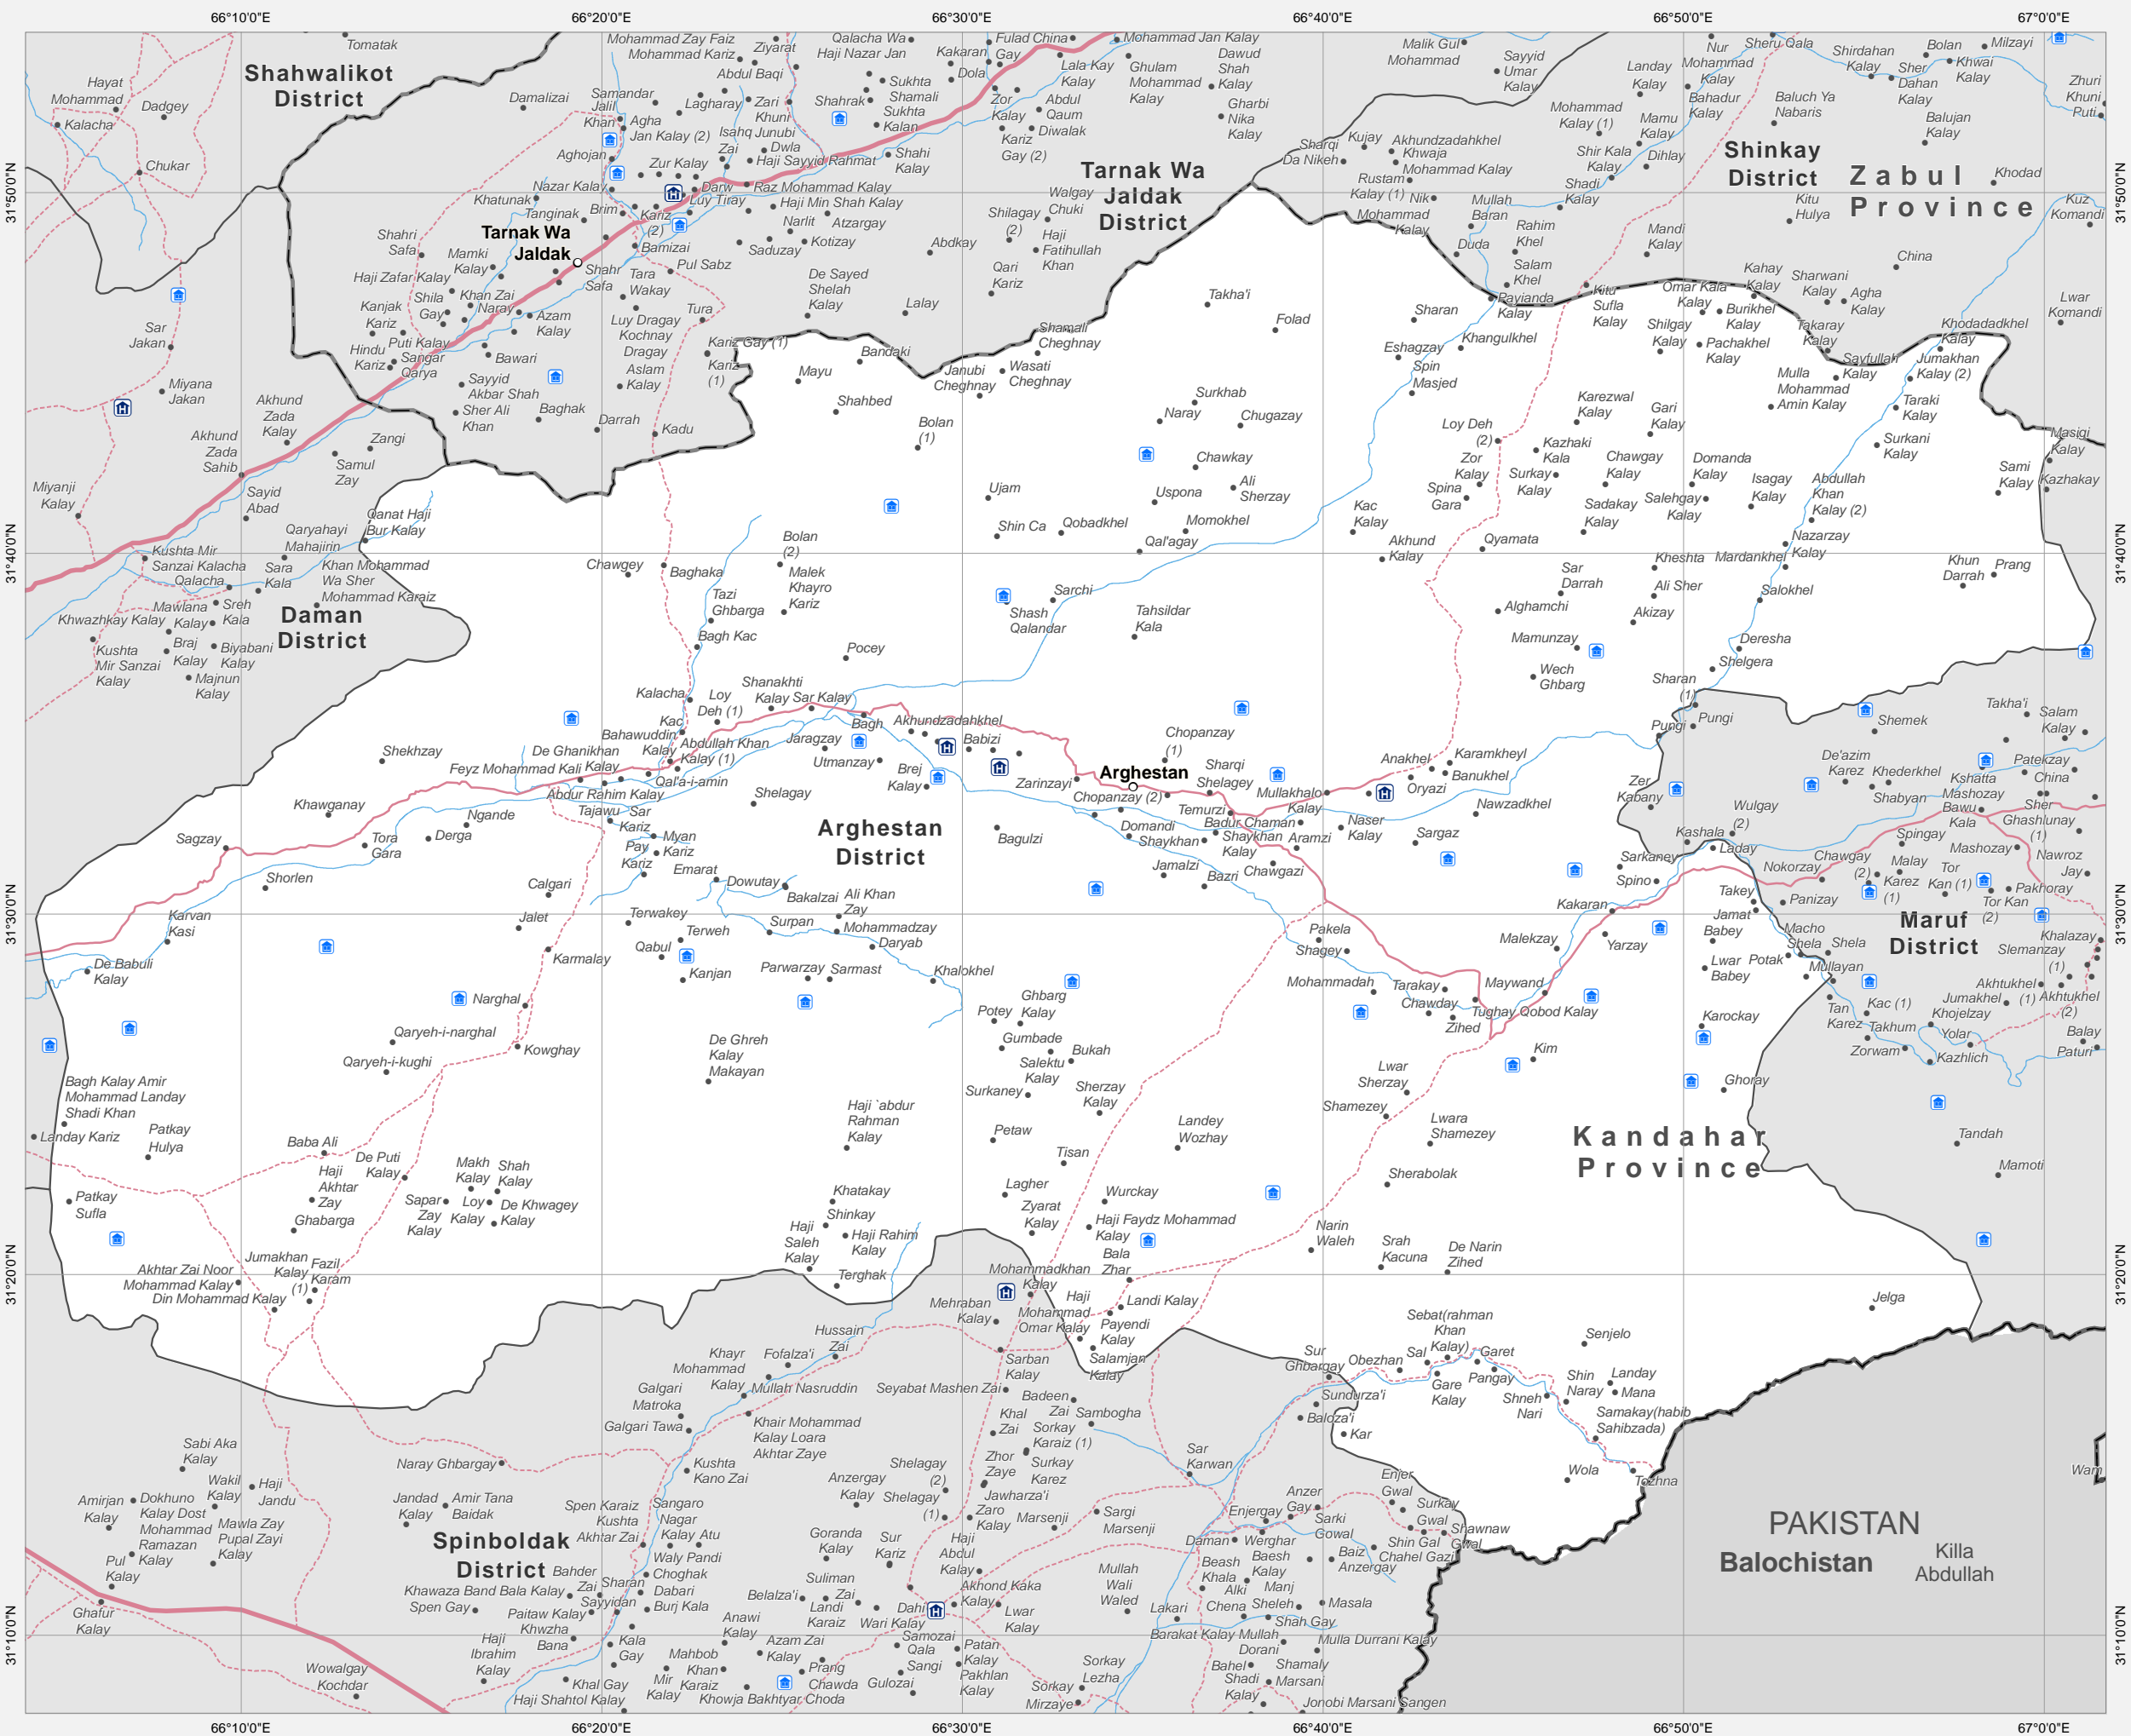 66°10'0"E
66°20'0"E
66°30'0"E
66°40'0"E
66°50'0"E
67°0'0"E
Tomatak
Shahwalikot
District
Hayat
Mohammad
Dadgey
Kalacha
Chukar
Damalizai
Mohammad Zay Faiz
Mohammad Kariz
Ziyarat
Qalacha Wa
Haji Nazar Jan
Kakaran
Dola
Fulad China
Gay
Lala Kay
Kalay
Mohammad Jan Kalay
Ghulam
Mohammad
Kalay
Dawud
Shah
Kalay
Gharbi
Nika
Kalay
Malik Gul
Mohammad
Sayyid
Umar
Kalay
Nur
Mohammad
Kalay
Sheru Qala
Landay
Kalay
Bahadur
Kalay
Shirdahan
Kalay
Bolan
Milzayi
Khwai
Kalay
Sher
Dahan
Kalay
Zhuri
Khuni
Puti
Baluch Ya
Nabaris
Balujan
Kalay
Abdul Baqi
Samandar
Jalil
Khan
Agha
Jan Kalay (2)
Lagharay
Zari
Khuni
Shahrak
Sukhta
Shamali
Sukhta
Kalan
Zor
Kalay
Abdul
Qaum
Diwalak
Kariz
Gay (2)
Isahq
Zai
Junubi
Dwla
Haji Sayyid Rahmat
Shahi
Kalay
Aghojan
Zur Kalay
Nazar Kalay
Darw
Raz Mohammad Kalay
Luy Tiray
Haji Min Shah Kalay
Khatunak
Tanginak
Brim
Kariz
(2)
Narlit
Atzargay
Tarnak Wa
Jaldak
Bamizai
Saduzay
Kotizay
Abdkay
Shahri
Safa
Mamki
Kalay
Haji Zafar Kalay
Shahr
Safa
Tara
Wakay
Pul Sabz
De Sayed
Shelah
Kalay
Lalay
Kanjak
Kariz
Shila
Gay
Khan Zai
Naray
Azam
Kalay
Luy Dragay
Kochnay
Dragay
Tura
Hindu
Kariz
Puti Kalay
Sangar
Qarya
Bawari
Aslam
Kalay
Kariz Gay (1)
Kariz
(1)
Sayyid
Akbar Shah
Sher Ali
Khan
Baghak
Darrah
Kadu
Walgay
Chuki
Shilagay
(2)
Haji
Fatihullah
Khan
Qari
Kariz
Tarnak Wa
Jaldak
District
Mohammad
Kalay (1)
Mamu
Kalay
Shir Kala
Kalay
Dihlay
Sharqi
Da Nikeh
Kujay
Akhundzadahkhel
Khwaja
Mohammad Kalay
Rustam
Kalay (1)
Nik
Mohammad
Kalay
Mullah
Baran
Shadi
Kalay
Duda
Rahim
Khel
Salam
Khel
Mandi
Kalay
Shinkay
District
Zabul
Province
Khodad
Kuz
Komandi
Kitu
Hulya
China
Lwar
Komandi
Sar
Jakan
Miyana
Jakan
Akhund
Zada
Kalay
Akhund
Zada
Sahib
Zangi
Samul
Zay
Sayid
Abad
Miyanji
Kalay
Qaryahayi
Mahajirin
Qanat Haji
Bur Kalay
Kushta Mir
Sanzai Kalacha
Qalacha
Sara
Kala
Khan Mohammad
Wa Sher
Mohammad Karaiz
Mawlana
Kalay
Sreh
Kala
Khwazhkay Kalay
Kushta
Mir Sanzai
Kalay
Braj
Kalay
Biyabani
Kalay
Majnun
Kalay
Daman
District
Takha'i
Folad
Sharan
Payianda
Kalay
Kitu
Sufla
Kalay
Omar Kala
Kalay
Kahay
Kalay
Burikhel
Kalay
Sharwani
Kalay
Agha
Kalay
Eshagzay
Khangulkhel
Spin
Masjed
Shilgay
Kalay
Pachakhel
Kalay
Takaray
Kalay
Khodadadkhel
Kalay
Sayfullah
Kalay
Jumakhan
Kalay (2)
Mulla
Mohammad
Amin Kalay
Taraki
Kalay
Shamali
Cheghnay
Janubi
Cheghnay
Wasati
Cheghnay
Bandaki
Mayu
Shahbed
Bolan
(1)
Surkhab
Naray
Chugazay
Chawkay
Uspona
Ali
Sherzay
Momokhel
Ujam
Shin Ca
Qobadkhel
Qal'agay
Loy Deh
(2)
Zor
Kalay
Spina
Gara
Karezwal
Kalay
Gari
Kalay
Kazhaki
Kala
Surkay
Kalay
Chawgay
Kalay
Domanda
Kalay
Sadakay
Kalay
Salehgay
Kalay
Isagay
Kalay
Abdullah
Khan
Kalay (2)
Surkani
Kalay
Masiqi
Kalay
Sami
Kalay
Kazhakay
Kac
Kalay
Akhund
Kalay
Qyamata
Nazarzay
Kalay
Mardankhel
Kheshta
Sar
Darrah
Ali Sher
Akizay
Salokhel
Khun
Darrah
Prang
Alghamchi
Mamunzay
Wech
Ghbarg
Deresha
Shelgera
Sharan
(1)
Pungi
Pungi
Chawgey
Baghaka
Bolan
(2)
Malek
Khayro
Kariz
Tazi
Ghbarga
Bagh Kac
Pocey
Sarchi
Shash
Qalandar
Tahsildar
Kala
Kalacha
Loy
Deh (1)
Shanakhti
Kalay
Sar Kalay
Kac
Kalay
Bahawuddin
Abdullah Khan
Kalay (1)
Bagh
Jaragzay
Utmanzay
Akhundzadahkhel
Babizi
Brej
Kalay
Zarinzayi
Shekhzay
De Ghanikhan
Kalay
Feyz Mohammad Kali
Qal'a-i-amin
Abdur Rahim Kalay
Shelagay
Chopanzay
(1)
Arghestan
Chopanzay (2)
Sharqi
Shelagey
Temurzi
Mullakhalo
Kalay
Badur Chaman
Anakhel
Karamkheyl
Banukhel
Oryazi
Nawzadkhel
Domandi
Shaykhan
Shaykhan
Kalay
Aramzi
Naser
Kalay
Sargaz
Jamalzi
Bazri
Chawgazi
Bagulzi
Arghestan
District
Khawganay
Ngande
Derga
Tora
Gara
Sagzay
Shorlen
Tajawu
Sar
Kariz
Myan
Kariz
Pay
Kariz
Emarat
Dowutay
Calgari
Bakalzai
Ali Khan
Zay
Mohammadzay
Daryab
Jalet
Terwakey
Terweh
Qabul
Kanjan
Surpan
Parwarzay
Sarmast
Khalokhel
Karvan
Kasi
De Babuli
Kalay
Karmalay
Narghal
Kowghay
Qaryeh-i-narghal
Qaryeh-i-kughi
De Ghreh
Kalay
Makayan
Potey
Ghbarg
Kalay
Gumbade
Bukah
Salektu
Kalay
Surkaney
Sherzay
Kalay
Zer
Kabany
Wulgay
(2)
Kashala
Laday
Sarkaney
Spino
Kakaran
Yarzay
Malekzay
Takey
Jamat
Babey
Lwar
Babey
Potak
Panizay
Macho
Shela
Shela
Mullayan
Tan
Karez
Pakela
Shagey
Mohammadah
Tarakay
Maywand
Chawday
Tughay
Qobod Kalay
Zihed
Karockay
Kim
Ghoray
Takha'i
Salam
Kalay
Shemek
De'azim
Karez
Khederkhel
Patekzay
China
Kshatta
Mashozay
Shabyan
Bawu
Kala
Sher
Ghashlunay
(1)
Spingay
Mashozay
Nawroz
Jay
Nokorzay
Chawgay
(2)
Malay
Karez
(1)
Tor
Kan (1)
Pakhoray
Tor Kan
(2)
Maruf
District
Khalazay
Slemanzay
(1)
Akhtukhel
(1)
Akhtukhel
(2)
Jumakhel
Khojelzay
Kac (1)
Takhum
Zorwam
Yolar
Kazhlich
Balay
Paturi
Tandah
Mamoti
Bagh Kalay Amir
Mohammad Landay
Shadi Khan
Landay Kariz
Patkay
Hulya
Patkay
Sufla
Baba Ali
Haji
Akhtar
Zay
De Puti
Kalay
Ghabarga
Makh
Kalay
Shah
Kalay
Sapar
Zay
Kalay
Loy
Kalay
De Khwagey
Kalay
Jumakhan
Kalay
(1)
Fazil
Karam
Akhtar Zai Noor
Mohammad Kalay
Din Mohammad Kalay
Haji `abdur
Rahman
Kalay
Petaw
Tisan
Lagher
Zyarat
Kalay
Khatakay
Shinkay
Haji
Saleh
Kalay
Haji Rahim
Kalay
Terghak
Landey
Wozhay
Wurckay
Haji Faydz Mohammad
Kalay
Bala
Zhar
Landi Kalay
Mohammadkhan
Kalay
Haji
Mohammad
Omar Kalay
Payendi
Kalay
Salamjan
Kalay
Mehraban
Kalay
Lwar
Sherzay
Shamezey
Lwara
Shamezey
Sherabolak
Narin
Waleh
Srah
Kacuna
De Narin
Zihed
Kandahar
Province
Jelga
Sebat(rahman
Khan
Kalay)
Senjelo
Sur
Ghbargay
Obezhan
Sal
Garet
Pangay
Gare
Kalay
Shneh
Nari
Shin
Naray
Landay
Mana
Samakay(habib
Sahibzada)
Sundurza'i
Baloza'i
Kar
Wola
Tozhna
Hussain
Zai
Fofalza'i
Khayr
Mohammad
Kalay
Mullah Nasruddin
Galgari
Matroka
Galgari Tawa
Khair Mohammad
Kalay Loara
Akhtar Zaye
Sarban
Kalay
Seyabat Mashen Zai
Badeen
Zai
Sambogha
Khal
Zai
Sorkay
Karaiz (1)
Surkay
Karez
Zhor
Zaye
Jawharza'i
Sar
Karwan
Sabi Aka
Kalay
Naray Ghbargay
Kushta
Kano Zai
Wakil
Kalay
Haji
Jandu
Amirjan
Kalay
Dokhuno
Kalay Dost
Mohammad
Ramazan
Kalay
Mawla Zay
Pupal Zayi
Kalay
Jandad
Kalay
Amir Tana
Baidak
Pul
Kalay
Ghafur
Kalay
Spen Karaiz
Kushta
Akhtar Zai
Sangaro
Nagar
Kalay Atu
Anzergay
Kalay
Shelagay
(2)
Shelagay
(1)
Zaro
Kalay
Marsenji
Sargi
Marsenji
Goranda
Kalay
Sur
Kariz
Haji
Abdul
Kalay
Spinboldak
District
Waly Pandi
Choghak
Bahder
Zai
Sharan
Dabari
Burj Kala
Khawaza Band Bala Kalay
Spen Gay
Sayyidan
Paitaw Kalay
Khwzha
Bana
Haji
Ibrahim
Kalay
Kala
Gay
Khal Gay
Haji Shahtol Kalay
Wowalgay
Kochdar
Suliman
Zai
Belalza'i
Landi
Karaiz
Wari Kalay
Dahi
Akhond Kaka
Kalay
Lwar
Kalay
Anawi
Kalay
Azam Zai
Kalay
Samozai
Qala
Patan
Kalay
Mahbob
Khan
Karaiz
Mir
Kalay
Prang
Chawda
Khowja Bakhtyar Choda
Sangi
Gulozai
Pakhlan
Kalay
Sorkay
Lezha
Sorkay
Mirzaye
Mullah
Wali
Waled
Enjer
Gwal
Surkay
Gwal
Shawnaw
Gwal
Anzer
Gay
Enjergay
Sarki
Gowal
Shin Gal
Chahel Gazi
Daman
Werghar
Baesh
Kalay
Baiz
Anzergay
Beash
Khala
Alki
Chena
Manj
Sheleh
Masala
Lakari
Shah Gay
Barakat Kalay
Mullah
Dorani
Mulla Durrani Kalay
Bahel
Shadi
Kalay
Shamaly
Marsani
Jonobi Marsani
Sangen
PAKISTAN
Balochistan
Killa
Abdullah
Wam
31°50'0"N
31°40'0"N
31°30'0"N
31°20'0"N
31°10'0"N
31°50'0"N
31°40'0"N
31°30'0"N
31°20'0"N
31°10'0"N
66°10'0"E
66°20'0"E
66°30'0"E
66°40'0"E
66°50'0"E
67°0'0"E